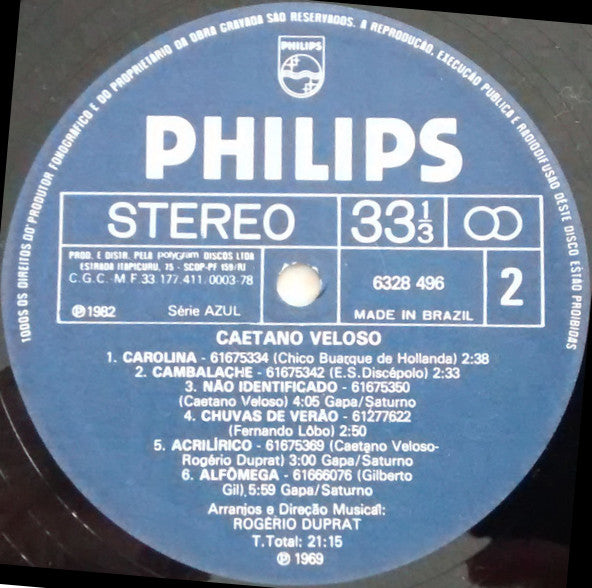 TODOS OS DIREITOS DO PRODUTOR FONOGRÁFICO E DO PROPRIETÁRIO DA OBRA GRAVADA SÃO RESERVADOS. A REPRODUÇÃO, EXECUÇÃO PÚBLICA E RADIODIFUSÃO DESTE DISCO ESTÃO PROIBIDAS
PHILIPS
PHILIPS
STEREO
33 1/3
PROD. E DISTR. PELA polygram DISCOS LTDA
ESTRADA ITAPICURU, 75 - SCDP-PF 159/RJ
C.G.C.-M F 33.177.411/0003-78
℗1982 Série AZUL
6328 496
MADE IN BRAZIL
2
CAETANO VELOSO
1. CAROLINA - 61675334 (Chico Buarque de Hollanda) 2:38
2. CAMBALACHE - 61675342 (E.S. Discépolo) 2:33
3. NÃO IDENTIFICADO - 61675350
(Caetano Veloso) 4:05 Gapa/Saturno
4. CHUVAS DE VERÃO - 61277622
(Fernando Lôbo) 2:50
5. ACRILÍRICO - 61675369 (Caetano Veloso-
Rogério Duprat) 3:00 Gapa/Saturno
6. ALFÔMEGA - 61666076 (Gilberto
Gil) 5:59 Gapa/Saturno
Arranjos e Direção Musical:
ROGÉRIO DUPRAT
T.Total: 21:15
℗ 1969